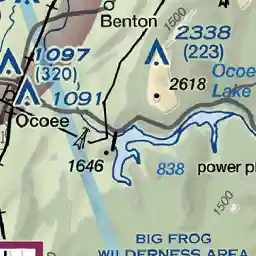 Benton
1500
2338
(223)
1097
(320)
2618
Ocoe
Lake
1091
Ocoee
1646
838
power pl
1500
BIG FROG
WILDERNESS AREA